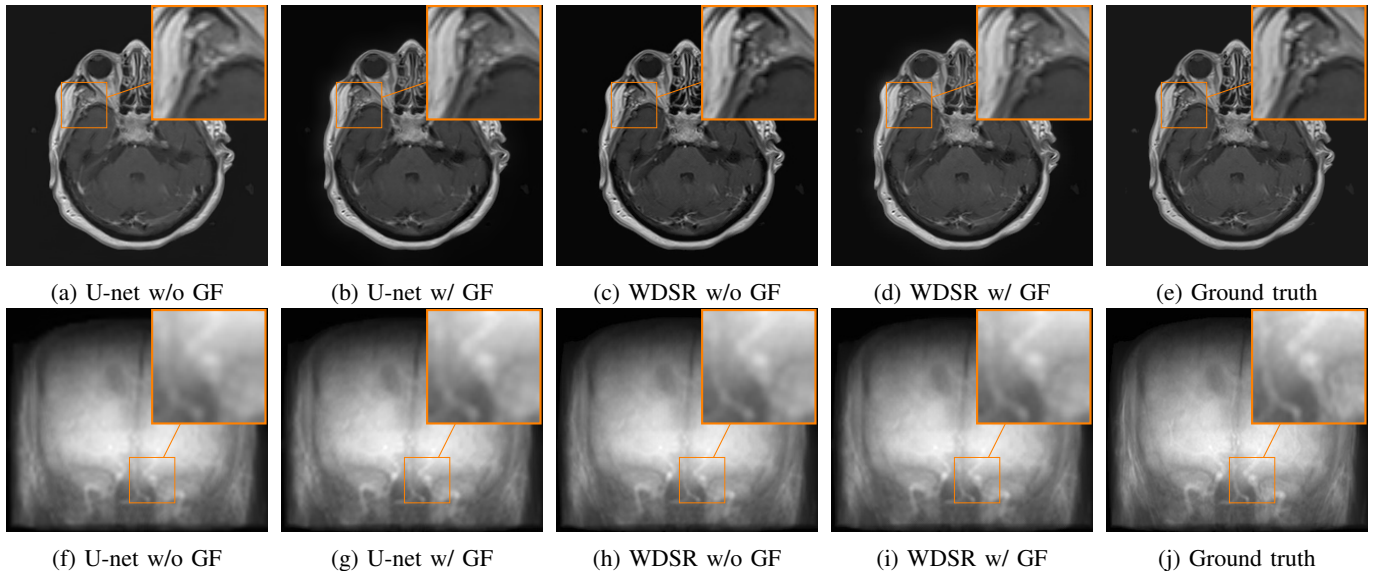 (a) U-net w/o GF
(b) U-net w/ GF
(c) WDSR w/o GF
(d) WDSR w/ GF
(e) Ground truth
(f) U-net w/o GF
(g) U-net w/ GF
(h) WDSR w/o GF
(i) WDSR w/ GF
(j) Ground truth